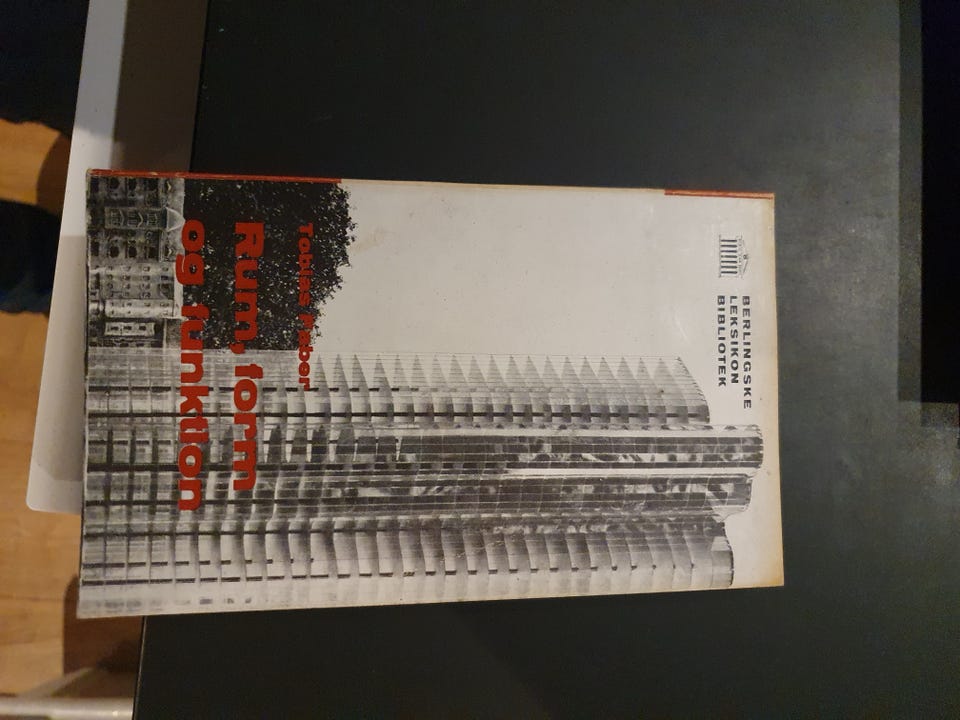 BERLINGSKE
LEKSIKON
BIBLIOTEK
Tobias Faber
Rum, form
og funktion